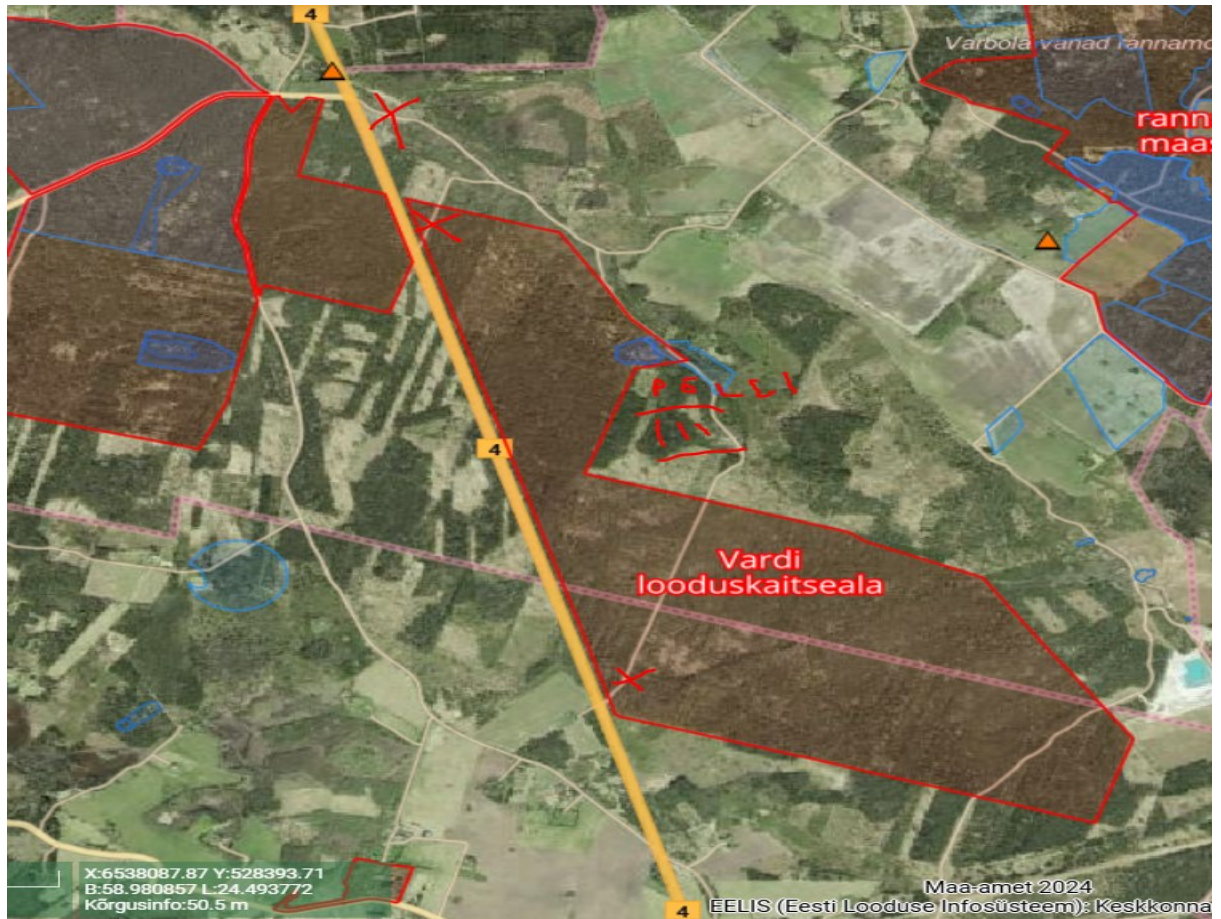 4
Varbola vanad rannamo
rann
maas
PELLI
4
Vardi
looduskaitseala
X:6538087.87 Y:528393.71
B:58.980857 L:24.493772
Kõrgusinfo:50.5 m
Maa-amet 2024
EELIS (Eesti Looduse Infosüsteem): Keskkonna
4